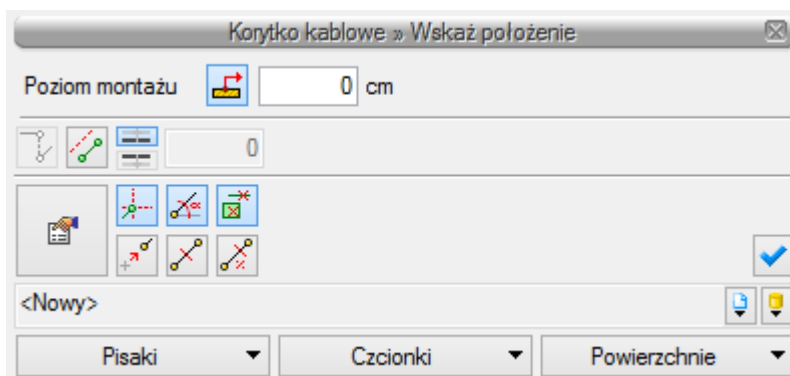 Korytko kablowe » Wskaż położenie
Poziom montażu 0 cm
0
<Nowy>
Pisaki Czcionki Powierzchnie